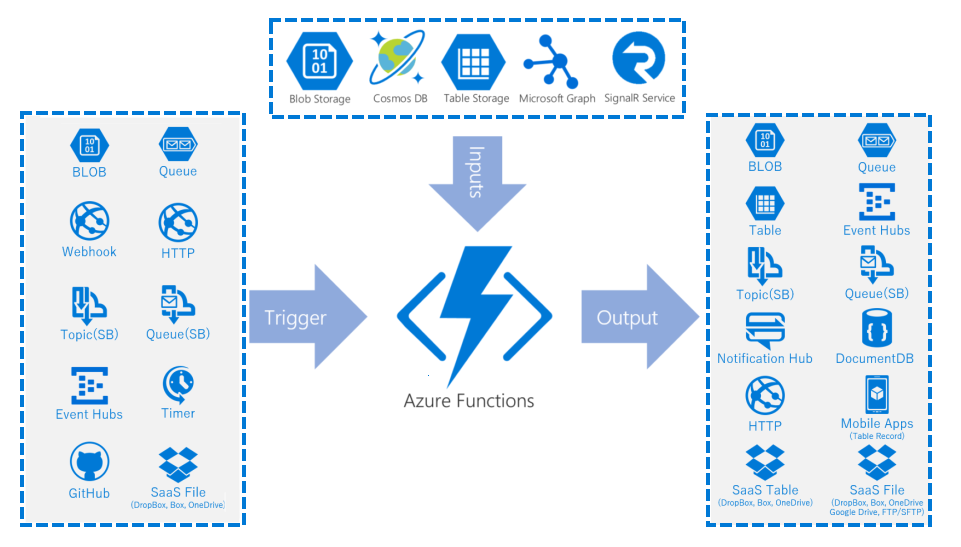 10
01
Blob Storage
Cosmos DB
Table Storage
Microsoft Graph
SignalR Service
Inputs
10
01
BLOB
Queue
Webhook
HTTP
Topic(SB)
Queue(SB)
Event Hubs
Timer
GitHub
SaaS File
(DropBox, Box, OneDrive)
Trigger
Azure Functions
Output
10
01
BLOB
Queue
Table
Event Hubs
Topic(SB)
Queue(SB)
Notification Hub
{ }
DocumentDB
HTTP
Mobile Apps
(Table Record)
SaaS Table
(DropBox, Box, OneDrive)
SaaS File
(DropBox, Box, OneDrive
Google Drive, FTP/SFTP)